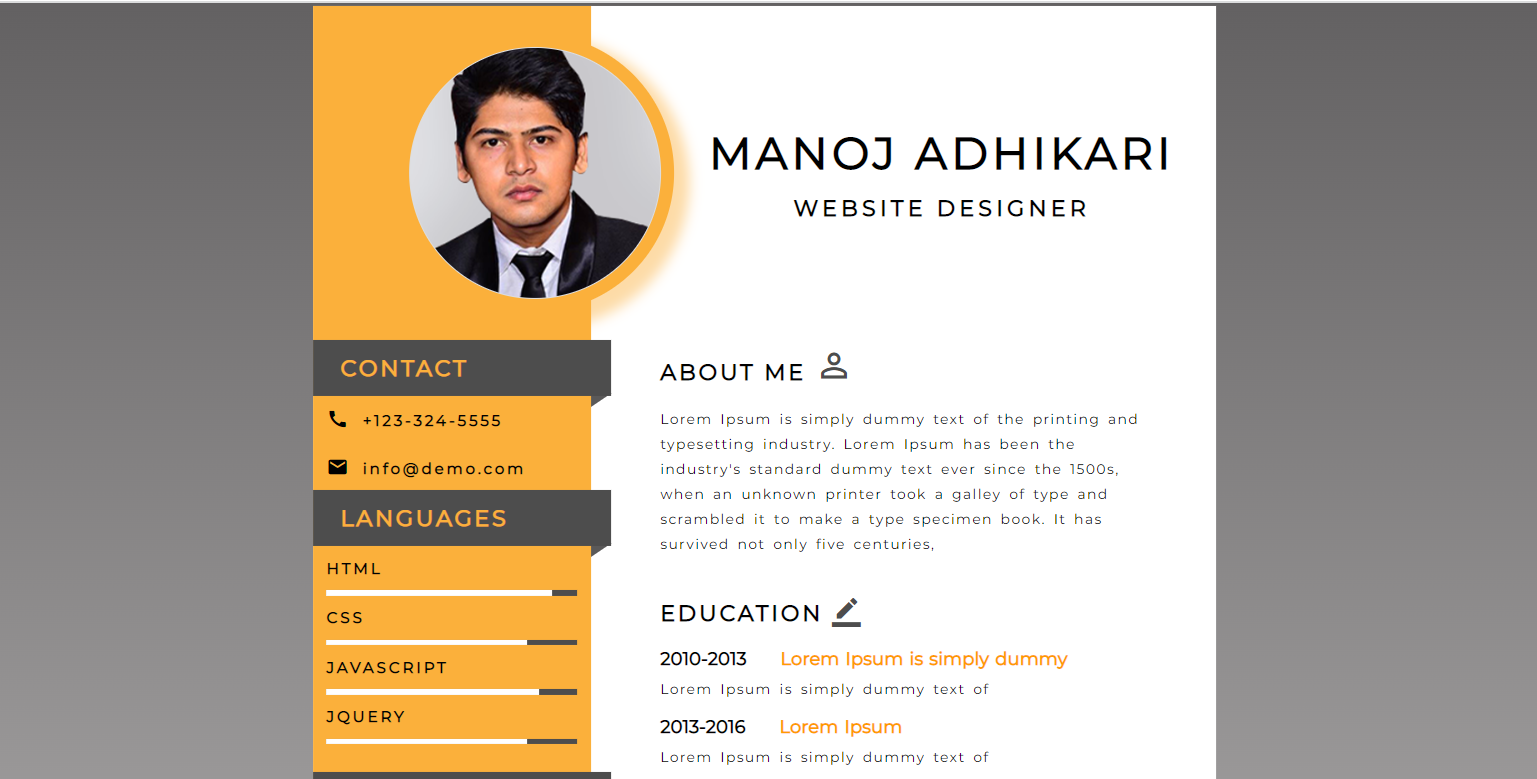 MANOJ ADHIKARI
WEBSITE DESIGNER
CONTACT
+123-324-5555
info@demo.com
LANGUAGES
HTML
CSS
JAVASCRIPT
JQUERY
ABOUT ME
Lorem Ipsum is simply dummy text of the printing and
typesetting industry. Lorem Ipsum has been the
industry's standard dummy text ever since the 1500s,
when an unknown printer took a galley of type and
scrambled it to make a type specimen book. It has
survived not only five centuries,
EDUCATION
2010-2013 Lorem Ipsum is simply dummy
Lorem Ipsum is simply dummy text of
2013-2016 Lorem Ipsum
Lorem Ipsum is simply dummy text of